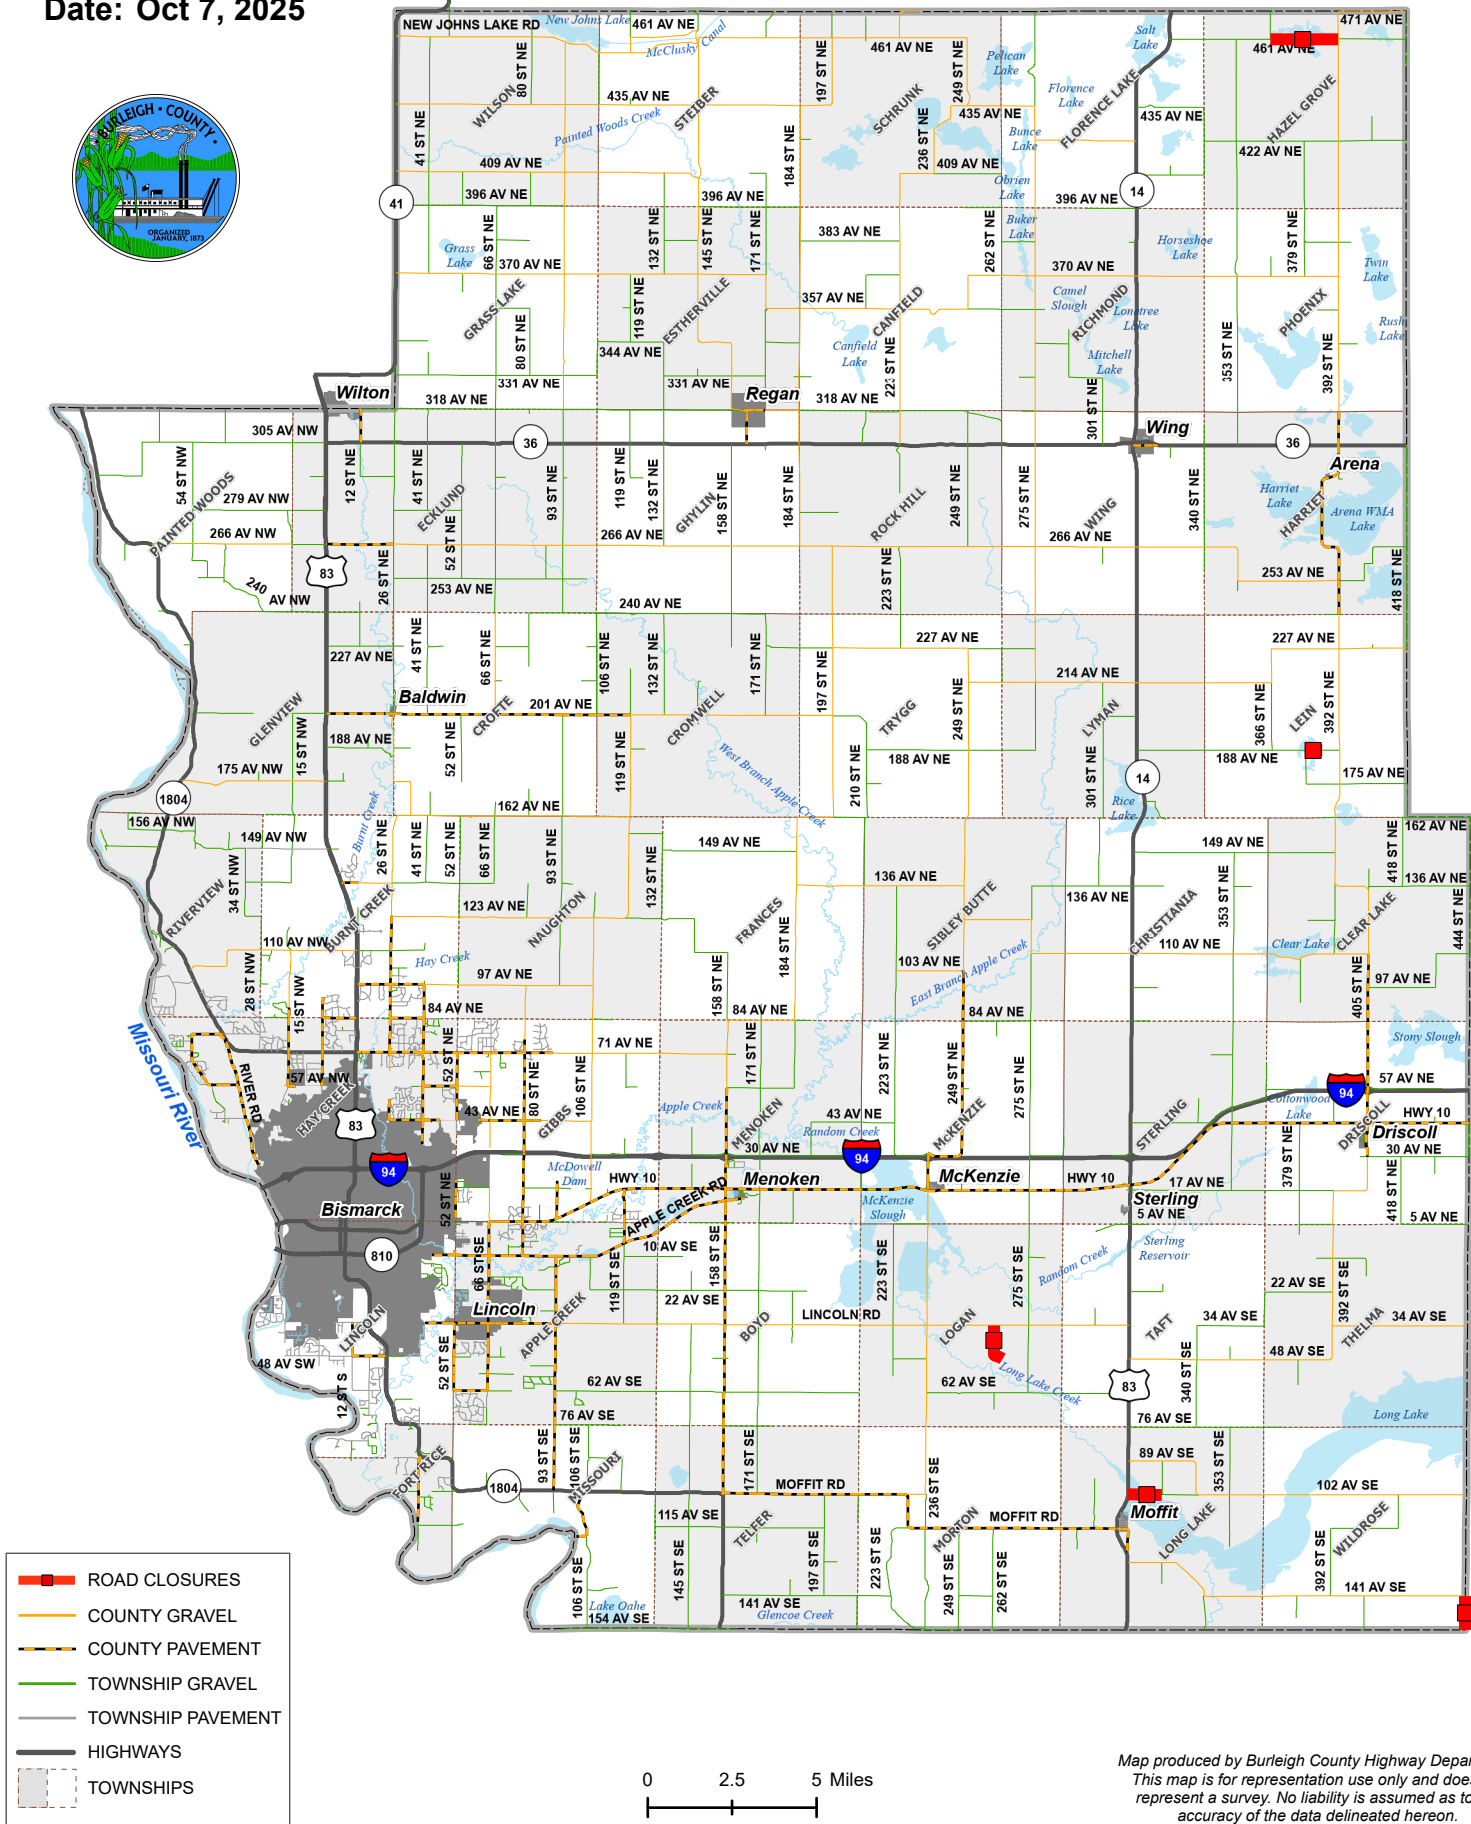 Date: Oct 7, 2025
BURLEIGH • COUNTY •
ORGANIZED
JANUARY, 1873
NEW JOHNS LAKE RD
New Johns Lake
461 AV NE
McClusky Canal
471 AV NE
461 AV NE
461 AV NE
Salt
Lake
Pelican
Lake
Florence
Lake
80 ST NE
197 ST NE
249 ST NE
WILSON
STEIBER
SCHRUNK
FLORENCE LAKE
HAZEL GROVE
435 AV NE
435 AV NE
435 AV NE
Painted Woods Creek
41 ST NE
184 ST NE
236 ST NE
Bunce
Lake
422 AV NE
409 AV NE
409 AV NE
Obrien
Lake
396 AV NE
396 AV NE
396 AV NE
41
14
66 ST NE
132 ST NE
145 ST NE
171 ST NE
383 AV NE
262 ST NE
Buker
Lake
Horseshoe
Lake
379 ST NE
Twin
Lake
Grass
Lake
370 AV NE
370 AV NE
GRASS LAKE
119 ST NE
ESTHERVILLE
357 AV NE
CANFIELD
Camel
Slough
RICHMOND
Lonetree
Lake
PHOENIX
Rush
Lake
80 ST NE
344 AV NE
Canfield
Lake
223 ST NE
Mitchell
Lake
353 ST NE
392 ST NE
331 AV NE
331 AV NE
Wilton
318 AV NE
Regan
318 AV NE
301 ST NE
Wing
305 AV NW
36
36
Arena
54 ST NW
12 ST NE
41 ST NE
93 ST NE
119 ST NE
132 ST NE
158 ST NE
184 ST NE
249 ST NE
275 ST NE
340 ST NE
PAINTED WOODS
279 AV NW
ECKLUND
GHYLIN
ROCK HILL
WING
Harriet
Lake
HARRIET
Arena WMA
Lake
266 AV NW
52 ST NE
266 AV NE
266 AV NE
83
26 ST NE
253 AV NE
253 AV NE
223 ST NE
418 ST NE
240
AV NW
240 AV NE
227 AV NE
41 ST NE
66 ST NE
106 ST NE
132 ST NE
171 ST NE
197 ST NE
227 AV NE
227 AV NE
214 AV NE
Baldwin
201 AV NE
GLENVIEW
CROFTE
CROMWELL
TRYGG
249 ST NE
LYMAN
366 ST NE
LEIN
392 ST NE
15 ST NW
188 AV NE
52 ST NE
119 ST NE
West Branch Apple Creek
210 ST NE
188 AV NE
301 ST NE
188 AV NE
175 AV NW
175 AV NE
14
1804
162 AV NE
Rice
Lake
156 AV NW
149 AV NW
Burnt Creek
162 AV NE
26 ST NE
41 ST NE
52 ST NE
66 ST NE
93 ST NE
132 ST NE
149 AV NE
149 AV NE
418 ST NE
34 ST NW
136 AV NE
136 AV NE
353 ST NE
136 AV NE
RIVERVIEW
BURNT CREEK
123 AV NE
NAUGHTON
FRANCES
SIBLEY BUTTE
CHRISTIANIA
CLEAR LAKE
444 ST NE
110 AV NW
184 ST NE
110 AV NE
Clear Lake
Hay Creek
28 ST NW
97 AV NE
158 ST NE
103 AV NE
East Branch Apple Creek
405 ST NE
97 AV NE
15 ST NW
84 AV NE
84 AV NE
84 AV NE
Missouri River
52 ST NE
71 AV NE
171 ST NE
223 ST NE
249 ST NE
275 ST NE
Stony Slough
RIVER RD
57 AV NW
57 AV NE
80 ST NE
106 ST NE
94
Cottonwood
Lake
HAY CREEK
83
43 AV NE
GIBBS
Apple Creek
MENOKEN
43 AV NE
Random Creek
McKENZIE
STERLING
HWY 10
DRISCOLL
Driscoll
30 AV NE
94
30 AV NE
94
McDowell
Dam
HWY 10
Menoken
McKenzie
HWY 10
17 AV NE
379 ST NE
418 ST NE
52 ST NE
APPLE CREEK RD
McKenzie
Slough
Sterling
5 AV NE
5 AV NE
Bismarck
810
66 ST SE
10 AV SE
158 ST SE
223 ST SE
275 ST SE
Random Creek
Sterling
Reservoir
119 ST SE
22 AV SE
22 AV SE
392 ST SE
Lincoln
LINCOLN
APPLE CREEK
BOYD
LINCOLN RD
LOGAN
TAFT
34 AV SE
THELMA
34 AV SE
48 AV SW
52 ST SE
48 AV SE
12 ST S
62 AV SE
62 AV SE
Long Lake Creek
83
340 ST SE
76 AV SE
76 AV SE
Long Lake
FORT RICE
93 ST SE
106 ST SE
MISSOURI
171 ST SE
236 ST SE
89 AV SE
353 ST SE
1804
MOFFIT RD
102 AV SE
115 AV SE
TELFER
MORTON
MOFFIT RD
Moffit
LONG LAKE
WILDROSE
145 ST SE
197 ST SE
223 ST SE
249 ST SE
262 ST SE
392 ST SE
106 ST SE
Lake Oahe
154 AV SE
141 AV SE
Glencoe Creek
141 AV SE
ROAD CLOSURES
COUNTY GRAVEL
COUNTY PAVEMENT
TOWNSHIP GRAVEL
TOWNSHIP PAVEMENT
HIGHWAYS
TOWNSHIPS
0 2.5 5 Miles
Map produced by Burleigh County Highway Depar
This map is for representation use only and doe
represent a survey. No liability is assumed as to
accuracy of the data delineated hereon.